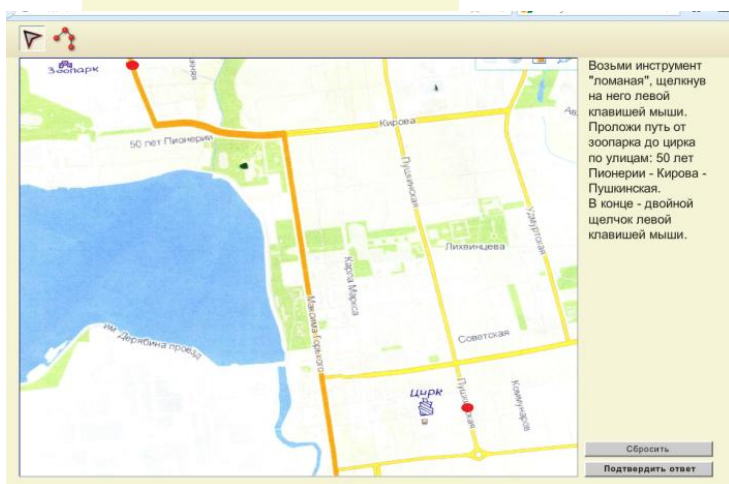 Зоопарк
Возьми инструмент
"ломаная", щелкнув
на него левой
клавишей мыши.
Проложи путь от
зоопарка до цирка
по улицам: 50 лет
Пионерии - Кирова -
Пушкинская.
В конце - двойной
щелчок левой
клавишей мыши.
Кирова
50 лет Пионерии
Пушкинская
Удмуртская
Лихвинцева
Карла Маркса
Максима Горького
им. Дерябина проезд
Советская
Цирк
Пушкинская
Коммунаров
Сбросить
Подтвердить ответ